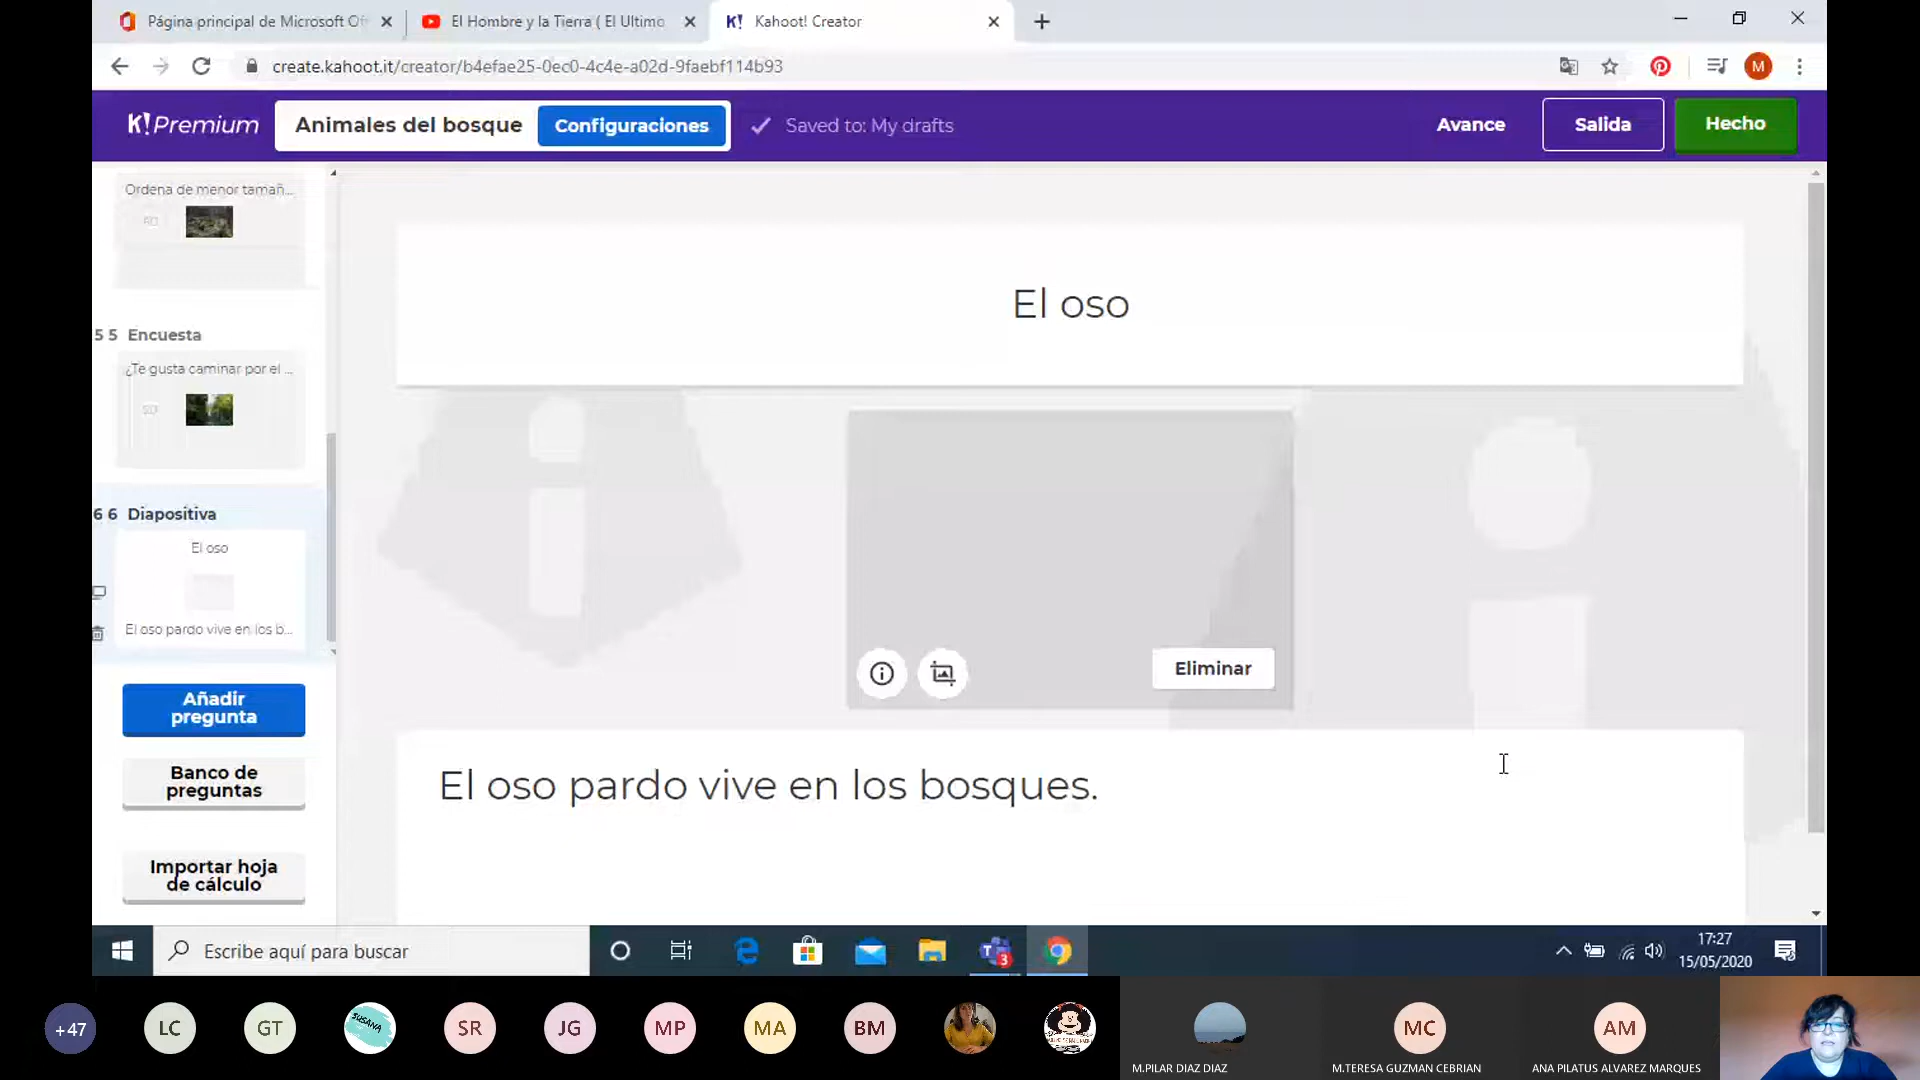 Página principal de Microsoft Of
El Hombre y la Tierra ( El Ultimo
K! Kahoot! Creator
create.kahoot.it/creator/b4efae25-0ec0-4c4e-a02d-9faebf114b93
M
K!Premium
Animales del bosque
Configuraciones
Saved to: My drafts
Avance
Salida
Hecho
Ordena de menor tamañ...
5 5 Encuesta
¿Te gusta caminar por el ...
6 6 Diapositiva
El oso
El oso pardo vive en los b...
Añadir
pregunta
Banco de
preguntas
Importar hoja
de cálculo
El oso
Eliminar
El oso pardo vive en los bosques.
Escribe aquí para buscar
3
17:27
15/05/2020
+47
LC
GT
SUSANA
SR
JG
MP
MA
BM
MC
AM
M.PILAR DIAZ DIAZ
M.TERESA GUZMAN CEBRIAN
ANA PILATUS ALVAREZ MARQUES